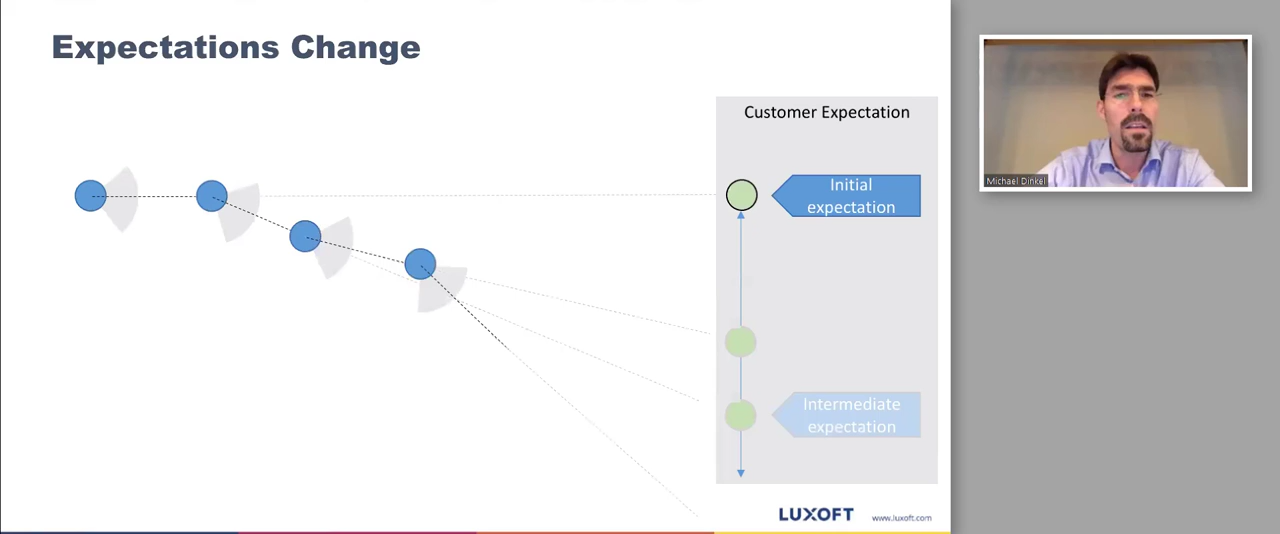 Expectations Change
Customer Expectation
Initial
expectation
Intermediate
expectation
LUXOFT
www.luxoft.com
Michael Dinkel